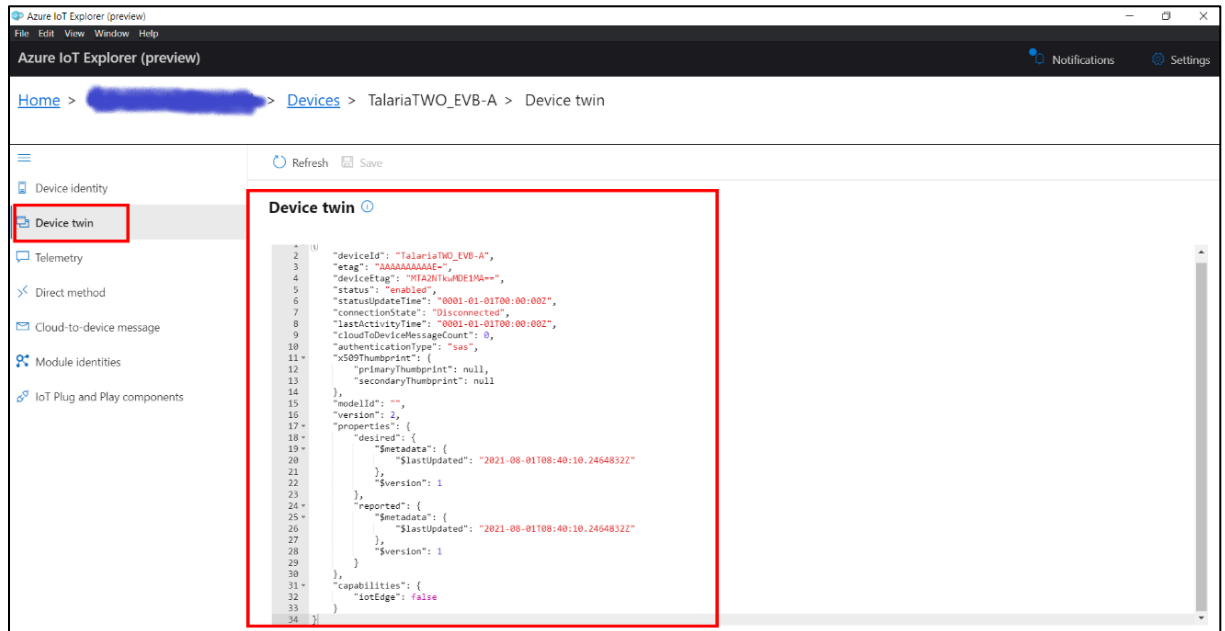 Azure IoT Explorer (preview)
File Edit View Window Help
Azure IoT Explorer (preview)
Notifications
Settings
Home > > Devices > TalariaTWO_EVB-A > Device twin
Refresh Save
Device identity
Device twin
Telemetry
Direct method
Cloud-to-device message
Module identities
IoT Plug and Play components
Device twin
1 {
2 "deviceId": "TalariaTWO_EVB-A",
3 "etag": "AAAAAAAAAAE=",
4 "deviceEtag": "MTA2NTkwMDE1MA==",
5 "status": "enabled",
6 "statusUpdateTime": "0001-01-01T00:00:00Z",
7 "connectionState": "Disconnected",
8 "lastActivityTime": "0001-01-01T00:00:00Z",
9 "cloudToDeviceMessageCount": 0,
10 "authenticationType": "sas",
11 "x509Thumbprint": {
12 "primaryThumbprint": null,
13 "secondaryThumbprint": null
14 },
15 "modelId": "",
16 "version": 2,
17 "properties": {
18 "desired": {
19 "$metadata": {
20 "$lastUpdated": "2021-08-01T08:40:10.2464832Z"
21 },
22 "$version": 1
23 },
24 "reported": {
25 "$metadata": {
26 "$lastUpdated": "2021-08-01T08:40:10.2464832Z"
27 },
28 "$version": 1
29 }
30 },
31 "capabilities": {
32 "iotEdge": false
33 }
34 }